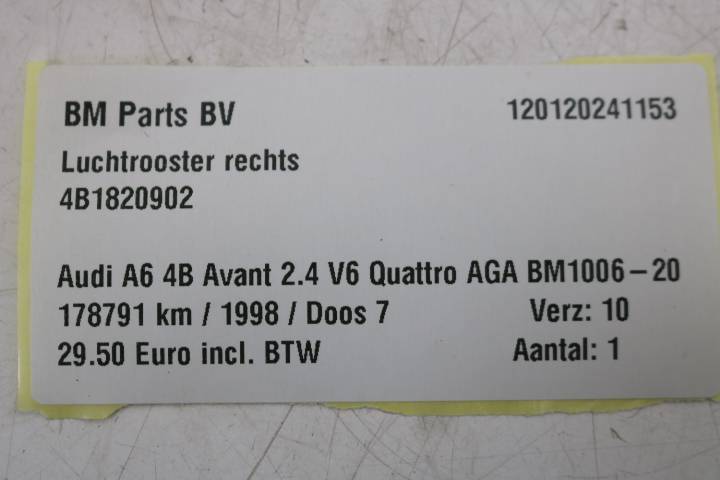 BM Parts BV 120120241153
Luchtrooster rechts
4B1820902
Audi A6 4B Avant 2.4 V6 Quattro AGA BM1006-20
178791 km / 1998 / Doos 7 Verz: 10
29.50 Euro incl. BTW Aantal: 1